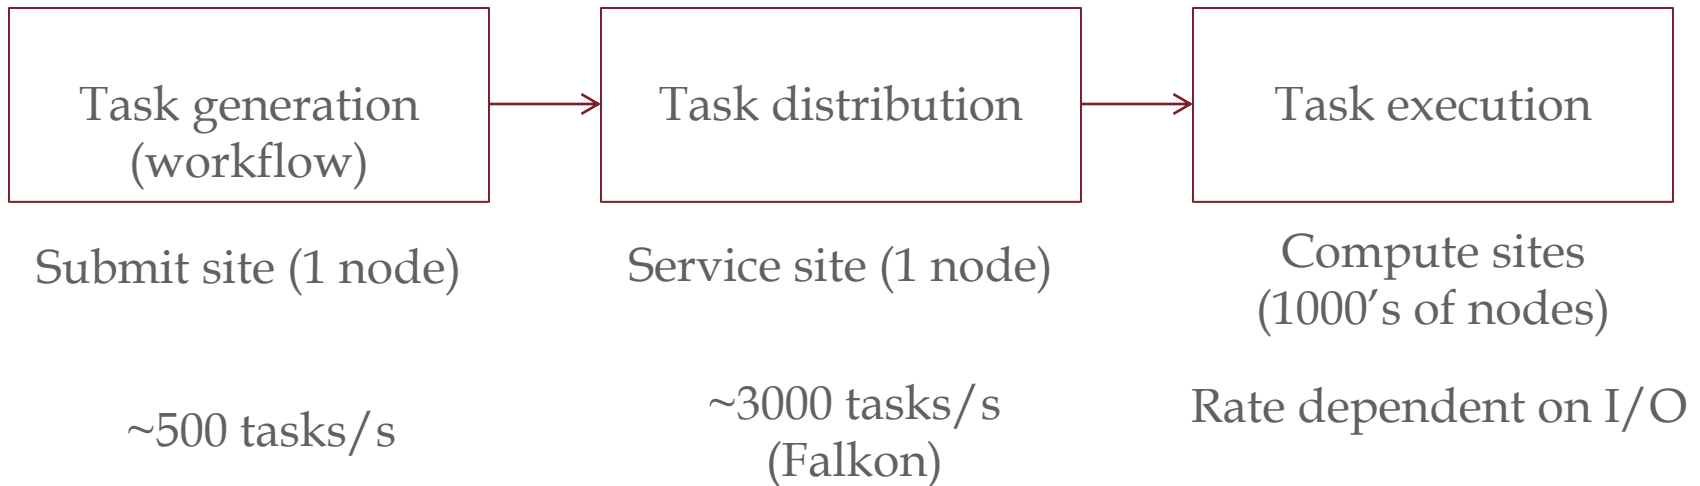 Task generation
(workflow)
Task distribution
Task execution
Submit site (1 node)
Service site (1 node)
Compute sites
(1000’s of nodes)
~500 tasks/s
~3000 tasks/s
(Falkon)
Rate dependent on I/O